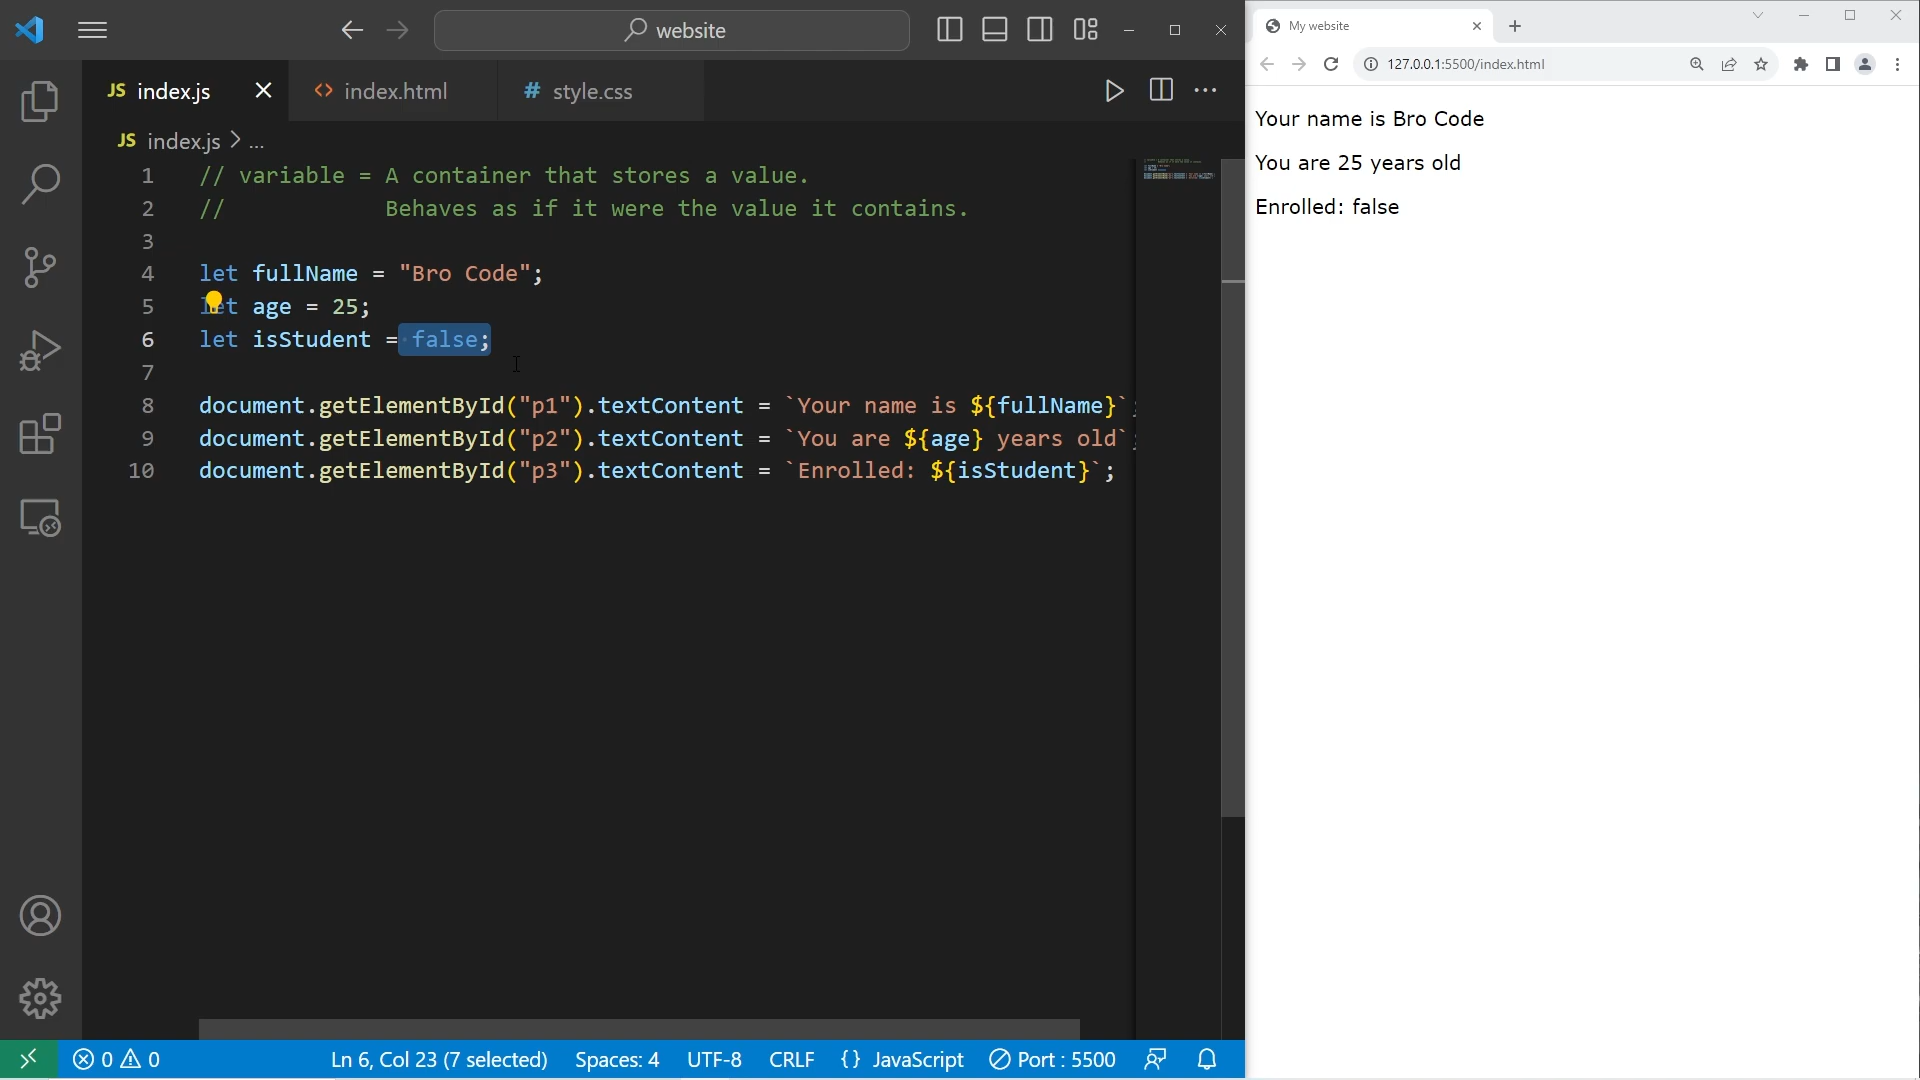 website
JS index.js
<> index.html
# style.css
JS index.js > ...
1 // variable = A container that stores a value.
2 //            Behaves as if it were the value it contains.
3
4 let fullName = "Bro Code";
5 let age = 25;
6 let isStudent = false;
7
8 document.getElementById("p1").textContent = `Your name is ${fullName}`;
9 document.getElementById("p2").textContent = `You are ${age} years old`;
10 document.getElementById("p3").textContent = `Enrolled: ${isStudent}`;
0 0
Ln 6, Col 23 (7 selected)
Spaces: 4
UTF-8
CRLF
{} JavaScript
Port : 5500
My website
127.0.0.1:5500/index.html
Your name is Bro Code
You are 25 years old
Enrolled: false